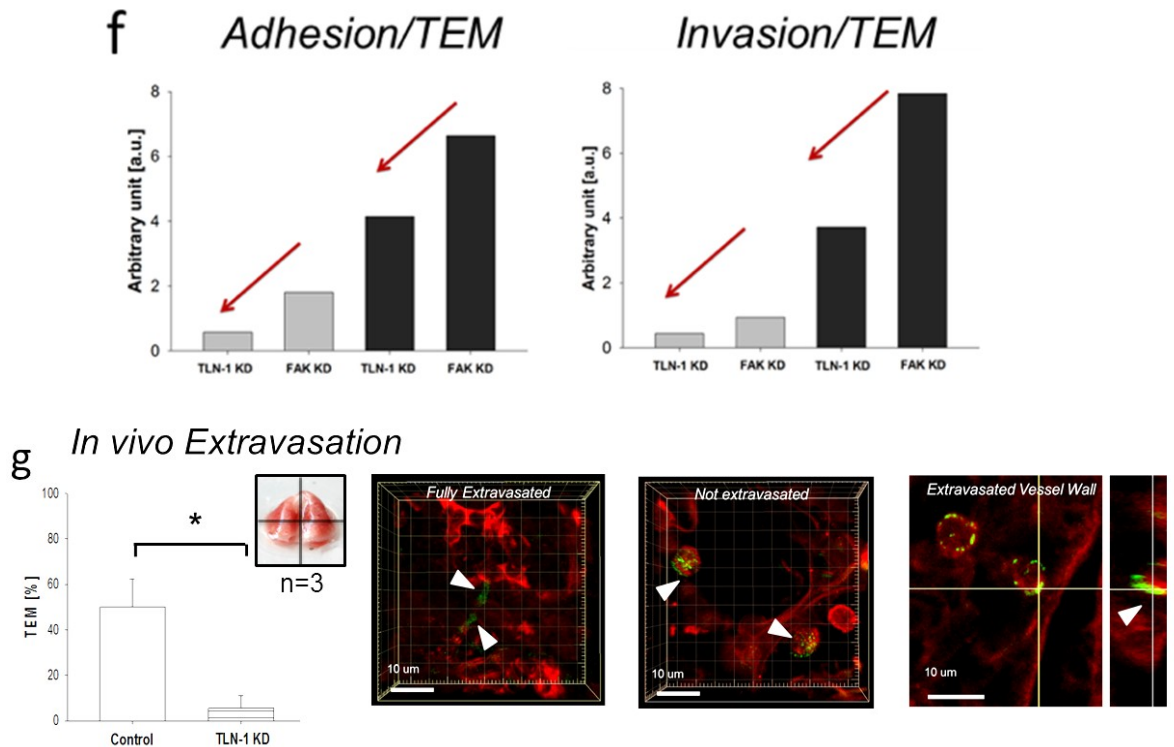 f
Adhesion/TEM
Arbitrary unit [a.u.]
8
6
4
2
0
TLN-1 KD
FAK KD
TLN-1 KD
FAK KD
Invasion/TEM
Arbitrary unit [a.u.]
8
6
4
2
0
TLN-1 KD
FAK KD
TLN-1 KD
FAK KD
g
In vivo Extravasation
TEM [%]
100
80
60
40
20
0
*
n=3
Control
TLN-1 KD
Fully Extravasated
10 um
Not extravasated
10 um
Extravasated Vessel Wall
10 um